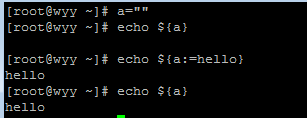 [root@wyy ~]# a=""
[root@wyy ~]# echo ${a}

[root@wyy ~]# echo ${a:=hello}
hello
[root@wyy ~]# echo ${a}
hello